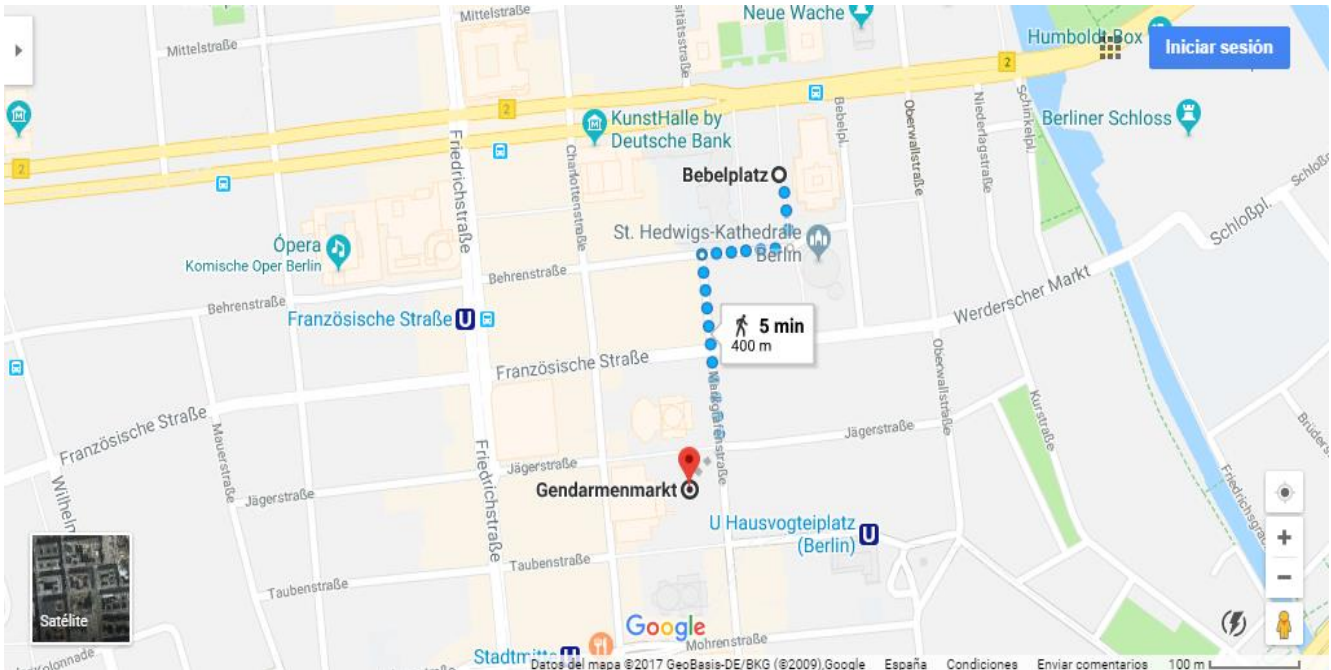 Mittelstraße
Neue Wache
Humboldt-Box
Iniciar sesión
Mittelstraße
sitätsstraße
2
2
2
KunstHalle by
Deutsche Bank
Bebelpl.
Oberwallstraße
Niederlagstraße
Schinkelpl.
Berliner Schloss
Friedrichstraße
Charlottenstraße
Bebelplatz
Schloßpl.
St. Hedwigs-Kathedrale
Berlin
Ópera
Komische Oper Berlin
Behrenstraße
Behrenstraße
Werderscher Markt
Französische Straße U
5 min
400 m
Französische Straße
Markgrafenstraße
Oberwallstraße
Kurstraße
Französische Straße
Mauerstraße
Jägerstraße
Jägerstraße
Jägerstraße
Friedrichstraße
Gendarmenmarkt
U Hausvogteiplatz
(Berlin)
U
Taubenstraße
Taubenstraße
Satélite
Google
Mohrenstraße
Stadtmitte
Datos del mapa ©2017 GeoBasis-DE/BKG (©2009),Google España Condiciones Enviar comentarios 100 m